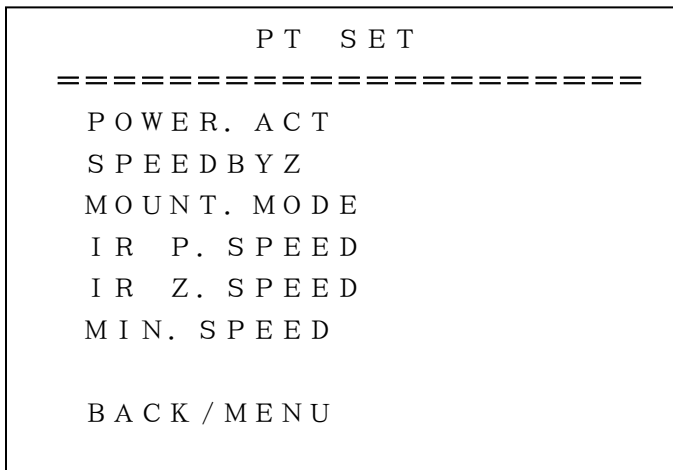 PT SET
=====================
POWER. ACT
SPEEDBYZ
MOUNT. MODE
IR P. SPEED
IR Z. SPEED
MIN. SPEED
BACK/MENU